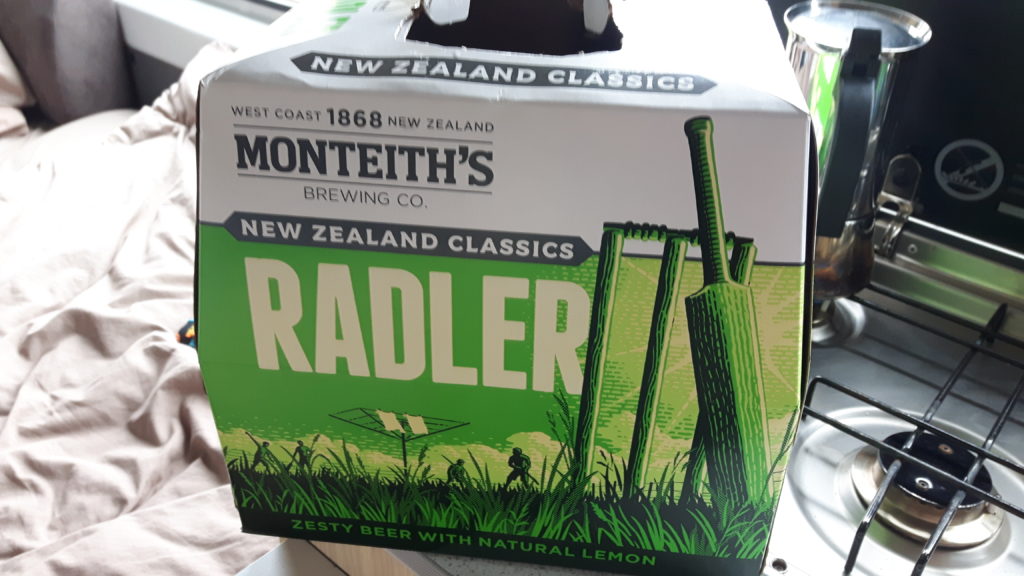 NEW ZEALAND CLASSICS
WEST COAST 1868 NEW ZEALAND
MONTEITH'S
BREWING CO.
NEW ZEALAND CLASSICS
RADLER
ZESTY BEER WITH NATURAL LEMON